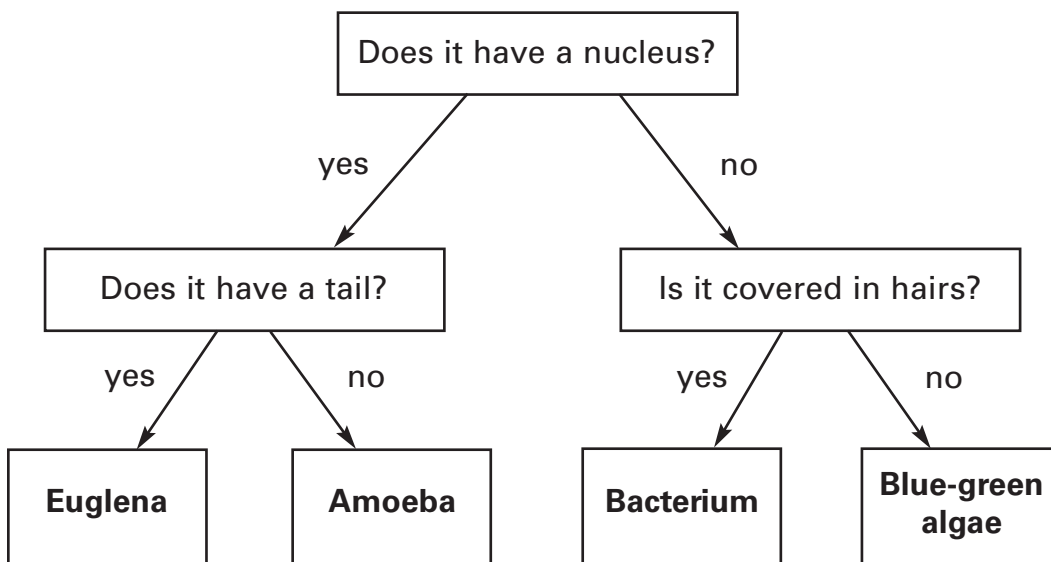 Does it have a nucleus?
yes
no
Does it have a tail?
Is it covered in hairs?
yes
no
yes
no
Euglena
Amoeba
Bacterium
Blue-green
algae